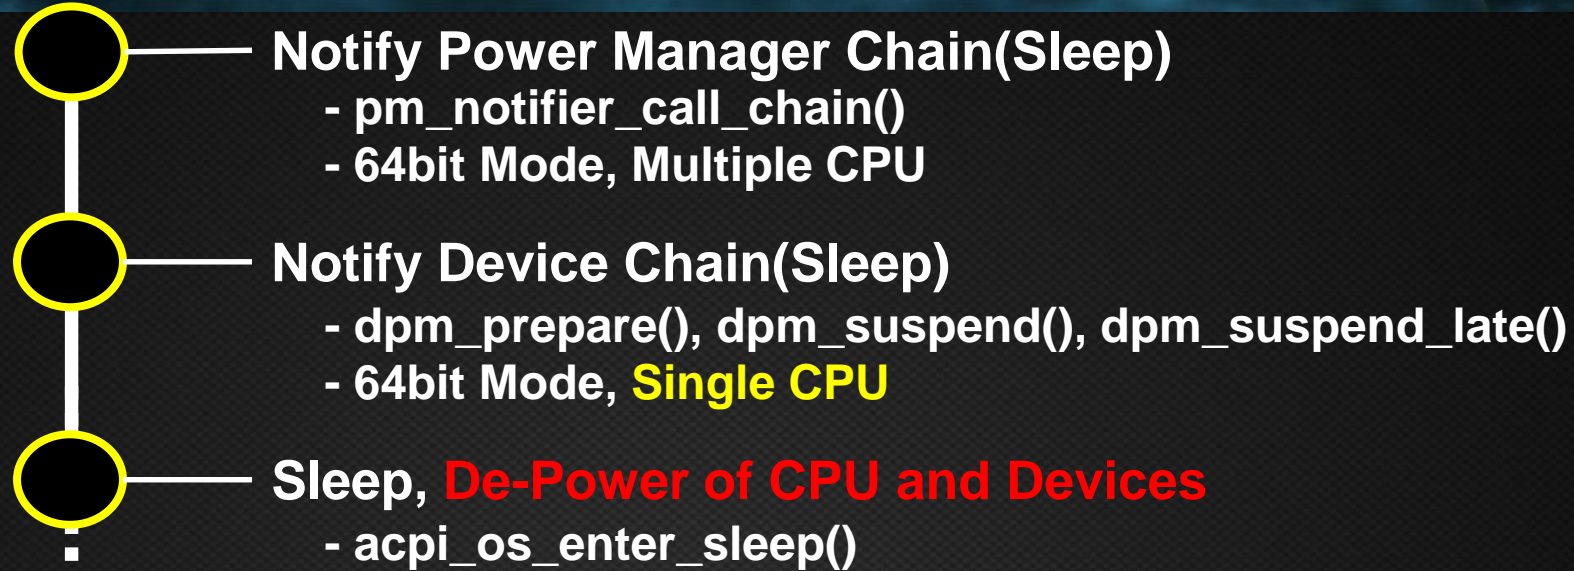 Notify Power Manager Chain(Sleep)
- pm_notifier_call_chain()
- 64bit Mode, Multiple CPU
Notify Device Chain(Sleep)
- dpm_prepare(), dpm_suspend(), dpm_suspend_late()
- 64bit Mode, Single CPU
Sleep, De-Power of CPU and Devices
- acpi_os_enter_sleep()